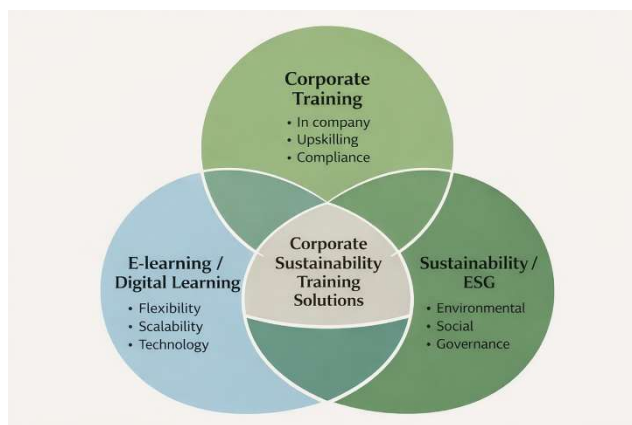 Corporate
Training
• In company
• Upskilling
• Compliance
E-learning /
Digital Learning
• Flexibility
• Scalability
• Technology
Corporate
Sustainability
Training
Solutions
Sustainability /
ESG
• Environmental
• Social
• Governance